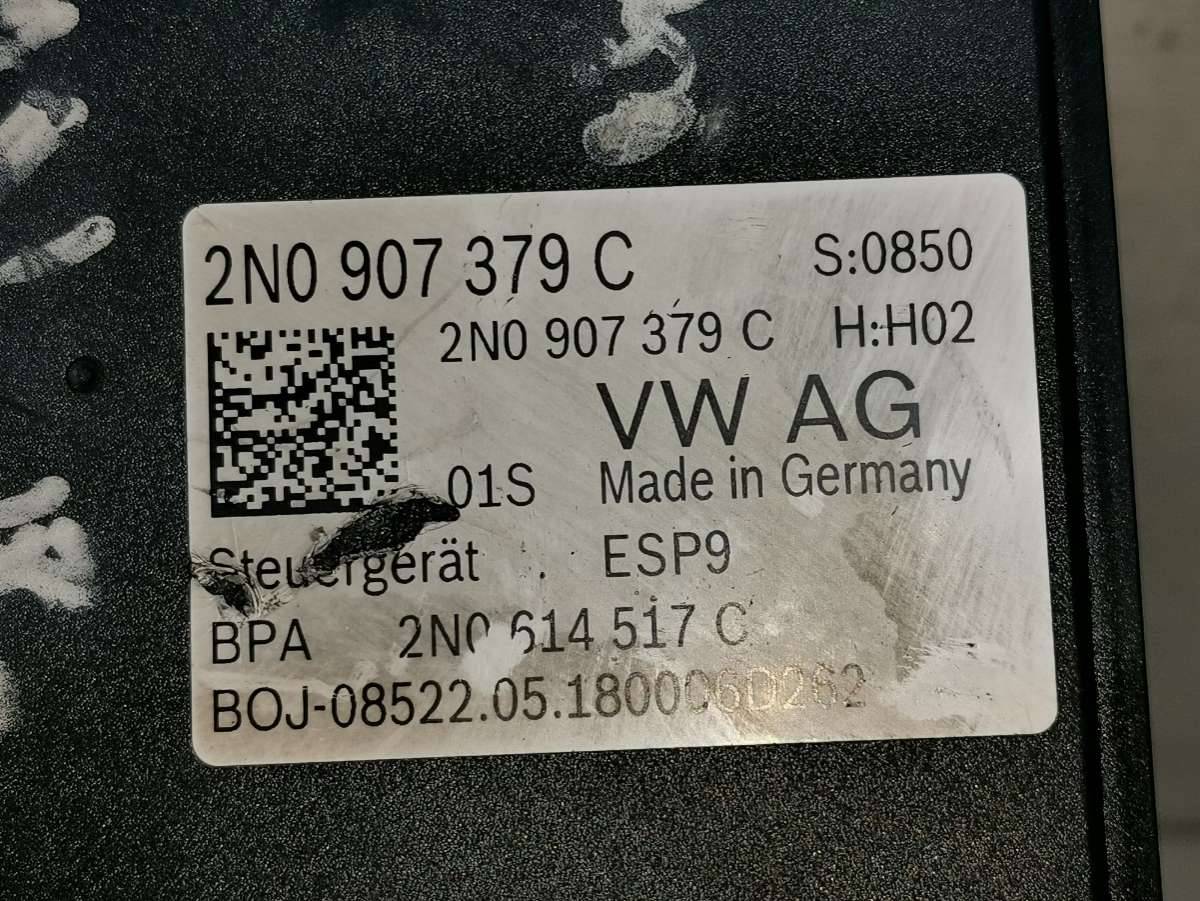 2N0 907 379 C S:0850
2N0 907 379 C H:H02
VW AG
01S Made in Germany
Steuergerät . ESP9
BPA 2N0 614 517 C
BOJ-08522.05.180006D262